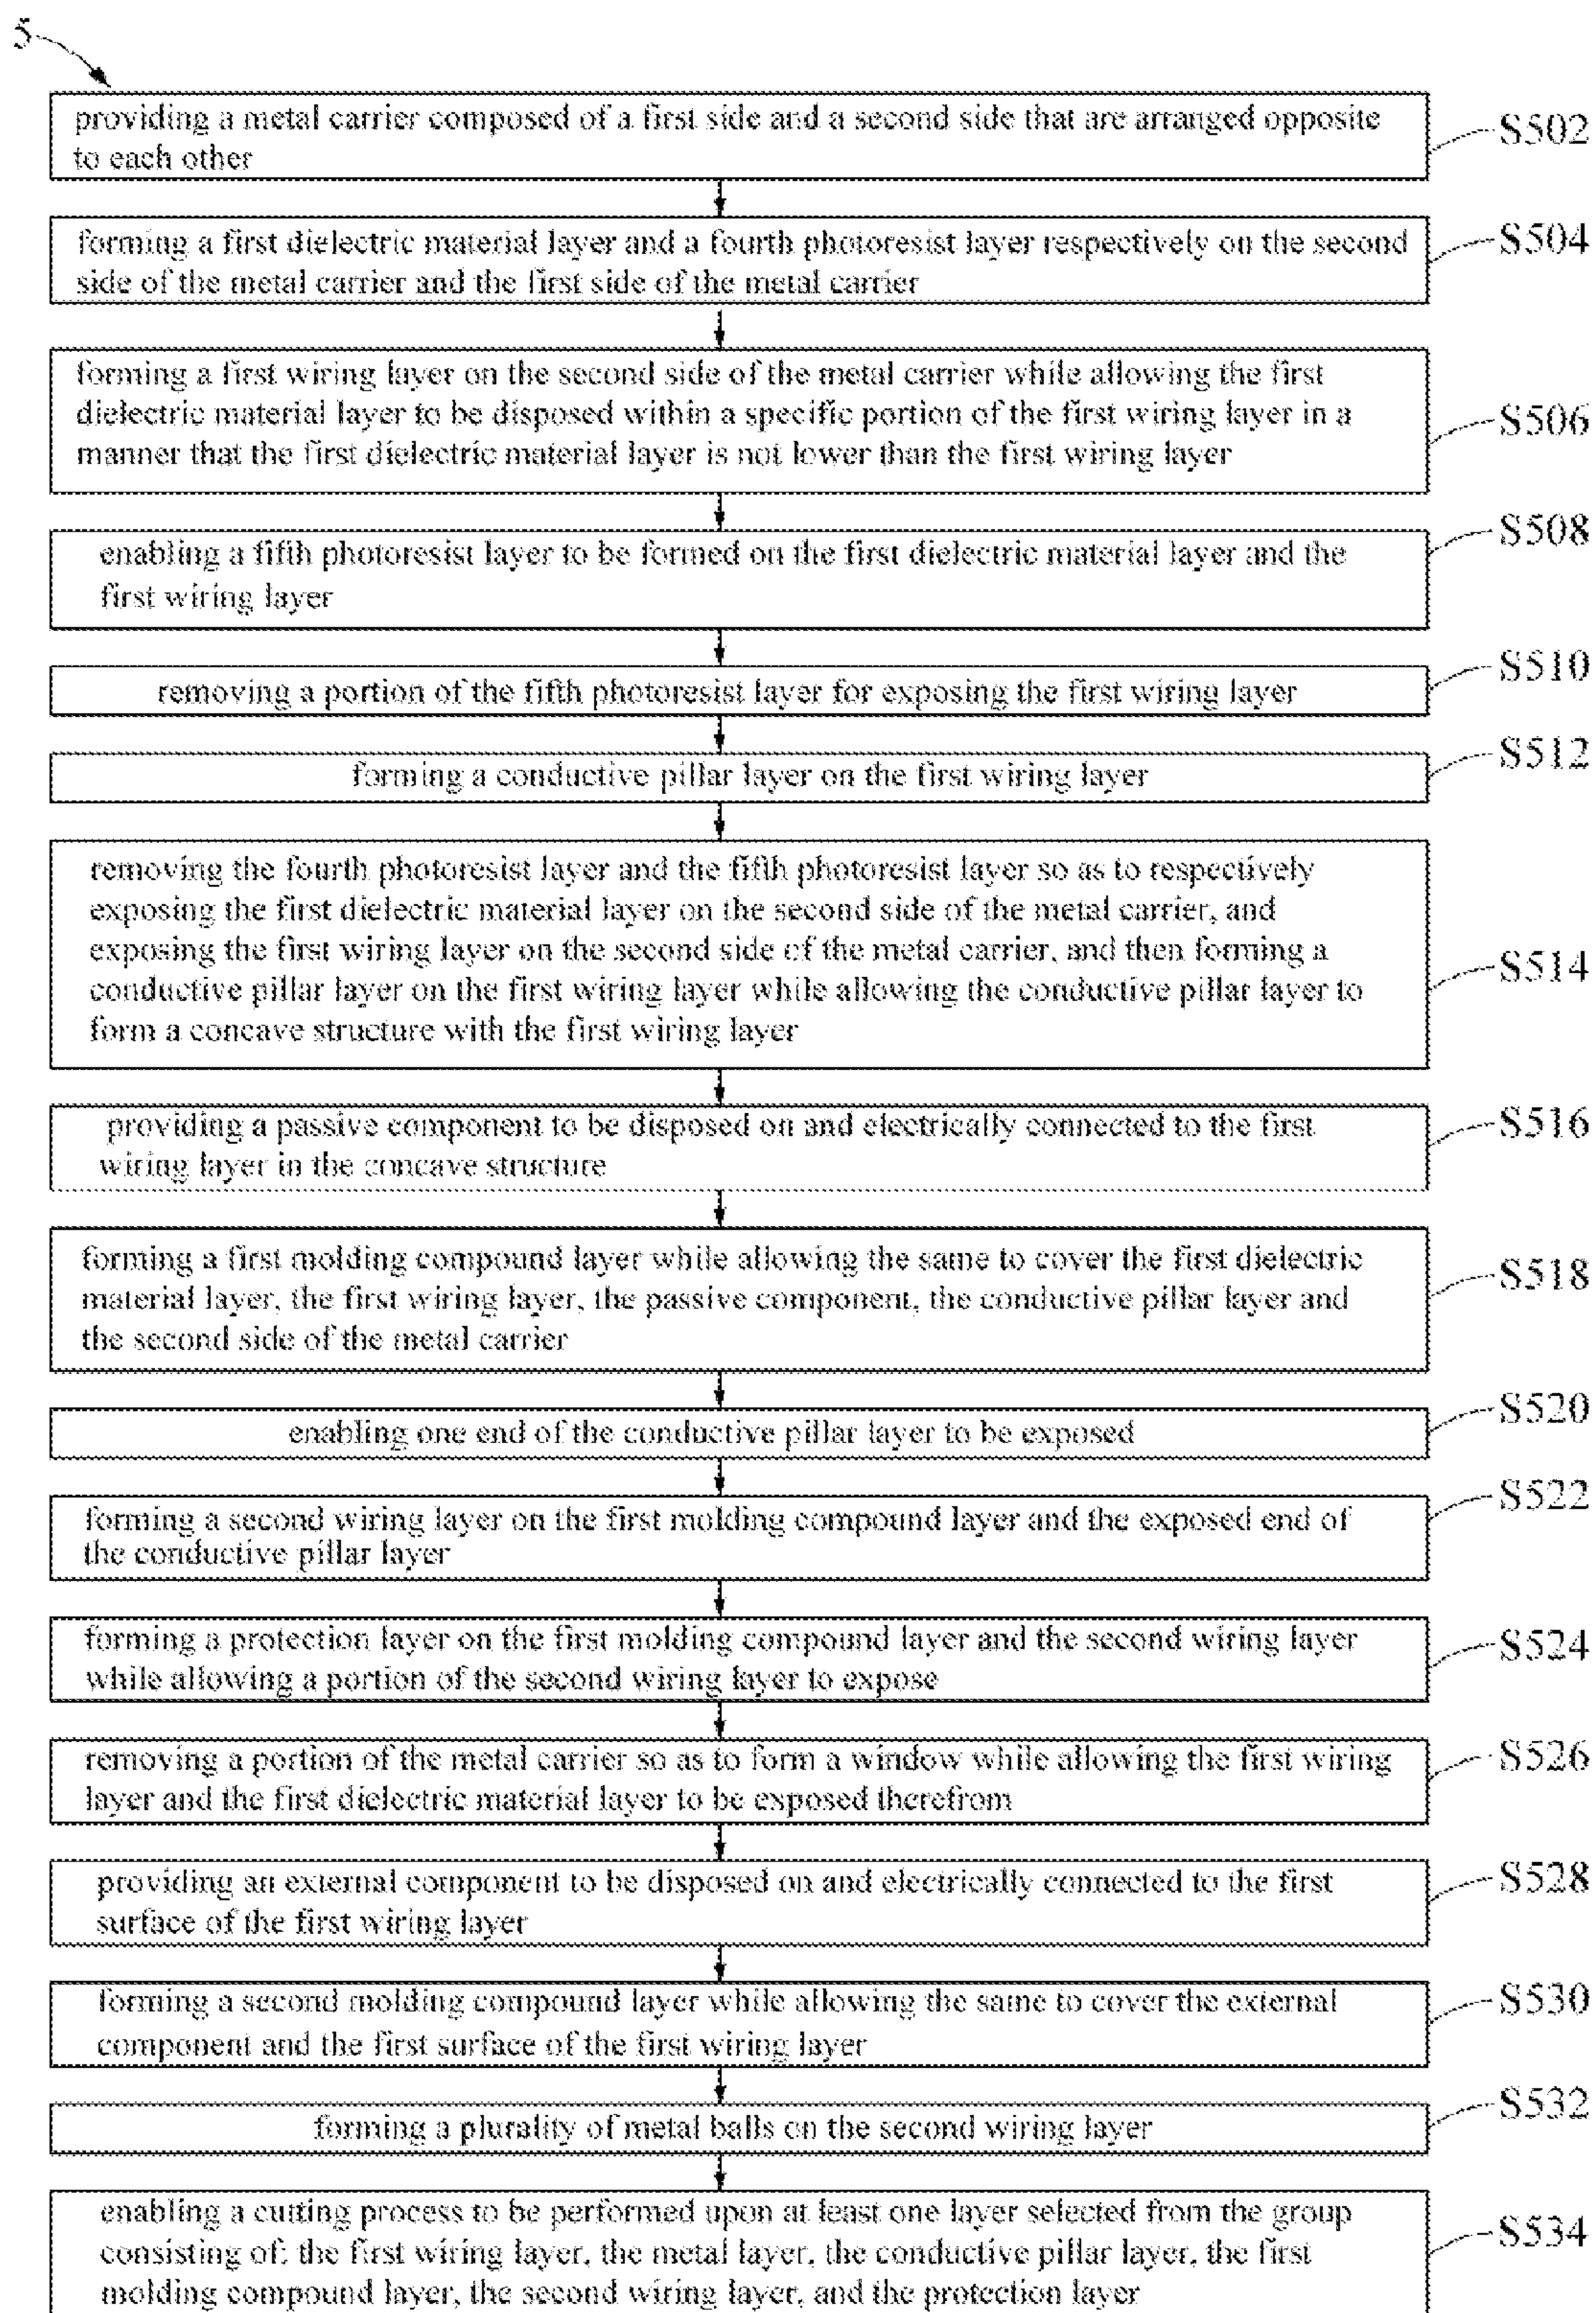 5
providing a metal carrier composed of a first side and a second side that are arranged opposite
to each other
S502
forming a first dielectric material layer and a fourth photoresist layer respectively on the second
side of the metal carrier and the first side of the metal carrier
S504
forming a first wiring layer on the second side of the metal carrier while allowing the first
dielectric material layer to be disposed within a specific portion of the first wiring layer in a
manner that the first dielectric material layer is not lower than the first wiring layer
S506
enabling a fifth photoresist layer to be formed on the first dielectric material layer and the
first wiring layer
S508
removing a portion of the fifth photoresist layer for exposing the first wiring layer
S510
forming a conductive pillar layer on the first wiring layer
S512
removing the fourth photoresist layer and the fifth photoresist layer so as to respectively
exposing the first dielectric material layer on the second side of the metal carrier, and
exposing the first wiring layer on the second side of the metal carrier, and then forming a
conductive pillar layer on the first wiring layer while allowing the conductive pillar layer to
form a concave structure with the first wiring layer
S514
providing a passive component to be disposed on and electrically connected to the first
wiring layer in the concave structure
S516
forming a first molding compound layer while allowing the same to cover the first dielectric
material layer, the first wiring layer, the passive component, the conductive pillar layer and
the second side of the metal carrier
S518
enabling one end of the conductive pillar layer to be exposed
S520
forming a second wiring layer on the first molding compound layer and the exposed end of
the conductive pillar layer
S522
forming a protection layer on the first molding compound layer and the second wiring layer
while allowing a portion of the second wiring layer to expose
S524
removing a portion of the metal carrier so as to form a window while allowing the first wiring
layer and the first dielectric material layer to be exposed therefrom
S526
providing an external component to be disposed on and electrically connected to the first
surface of the first wiring layer
S528
forming a second molding compound layer while allowing the same to cover the external
component and the first surface of the first wiring layer
S530
forming a plurality of metal balls on the second wiring layer
S532
enabling a cutting process to be performed upon at least one layer selected from the group
consisting of: the first wiring layer, the metal layer, the conductive pillar layer, the first
molding compound layer, the second wiring layer, and the protection layer
S534